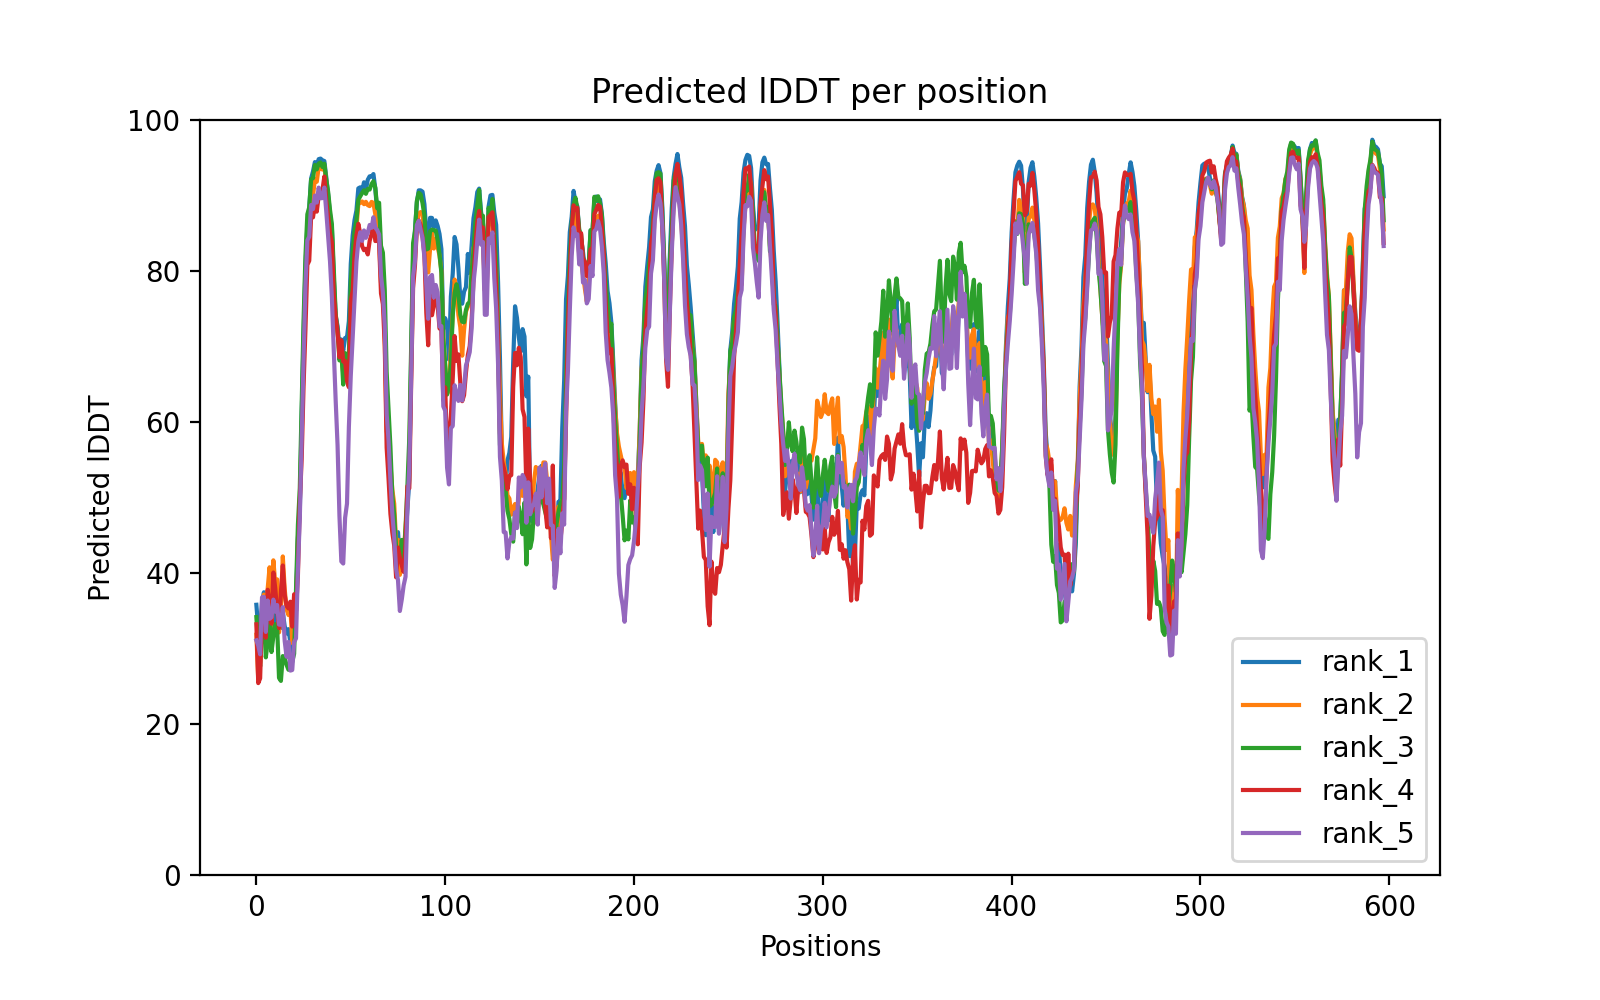 Predicted lDDT per position
Predicted lDDT
100
80
60
40
20
0
0 100 200 300 400 500 600
Positions
rank_1
rank_2
rank_3
rank_4
rank_5